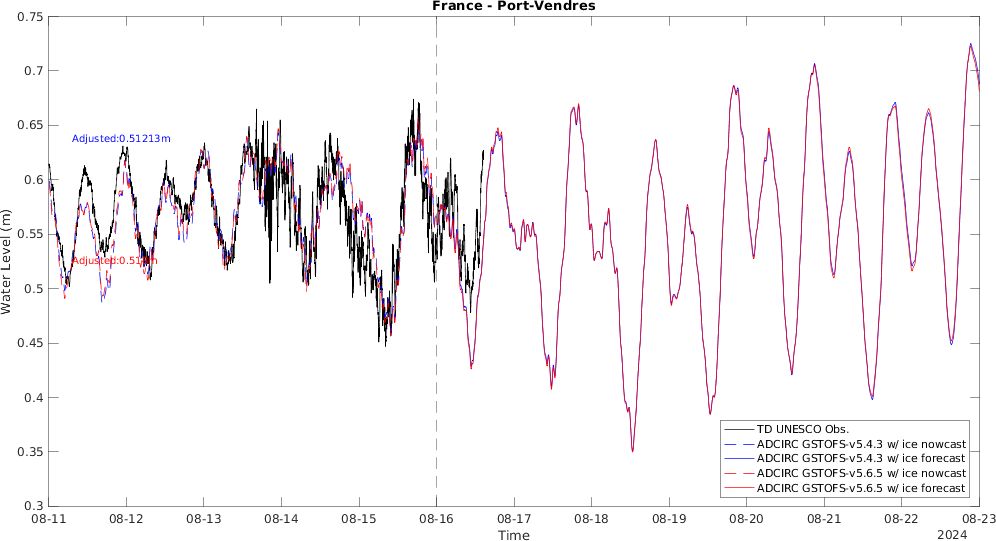 France - Port-Vendres
0.75
0.7
0.65
0.6
0.55
0.5
0.45
0.4
0.35
0.3
Water Level (m)
Adjusted:0.51213m
Adjusted:0.51
08-11 08-12 08-13 08-14 08-15 08-16 08-17 08-18 08-19 08-20 08-21 08-22 08-23
Time
2024
TD UNESCO Obs.
ADCIRC GSTOFS-v5.4.3 w/ ice nowcast
ADCIRC GSTOFS-v5.4.3 w/ ice forecast
ADCIRC GSTOFS-v5.6.5 w/ ice nowcast
ADCIRC GSTOFS-v5.6.5 w/ ice forecast